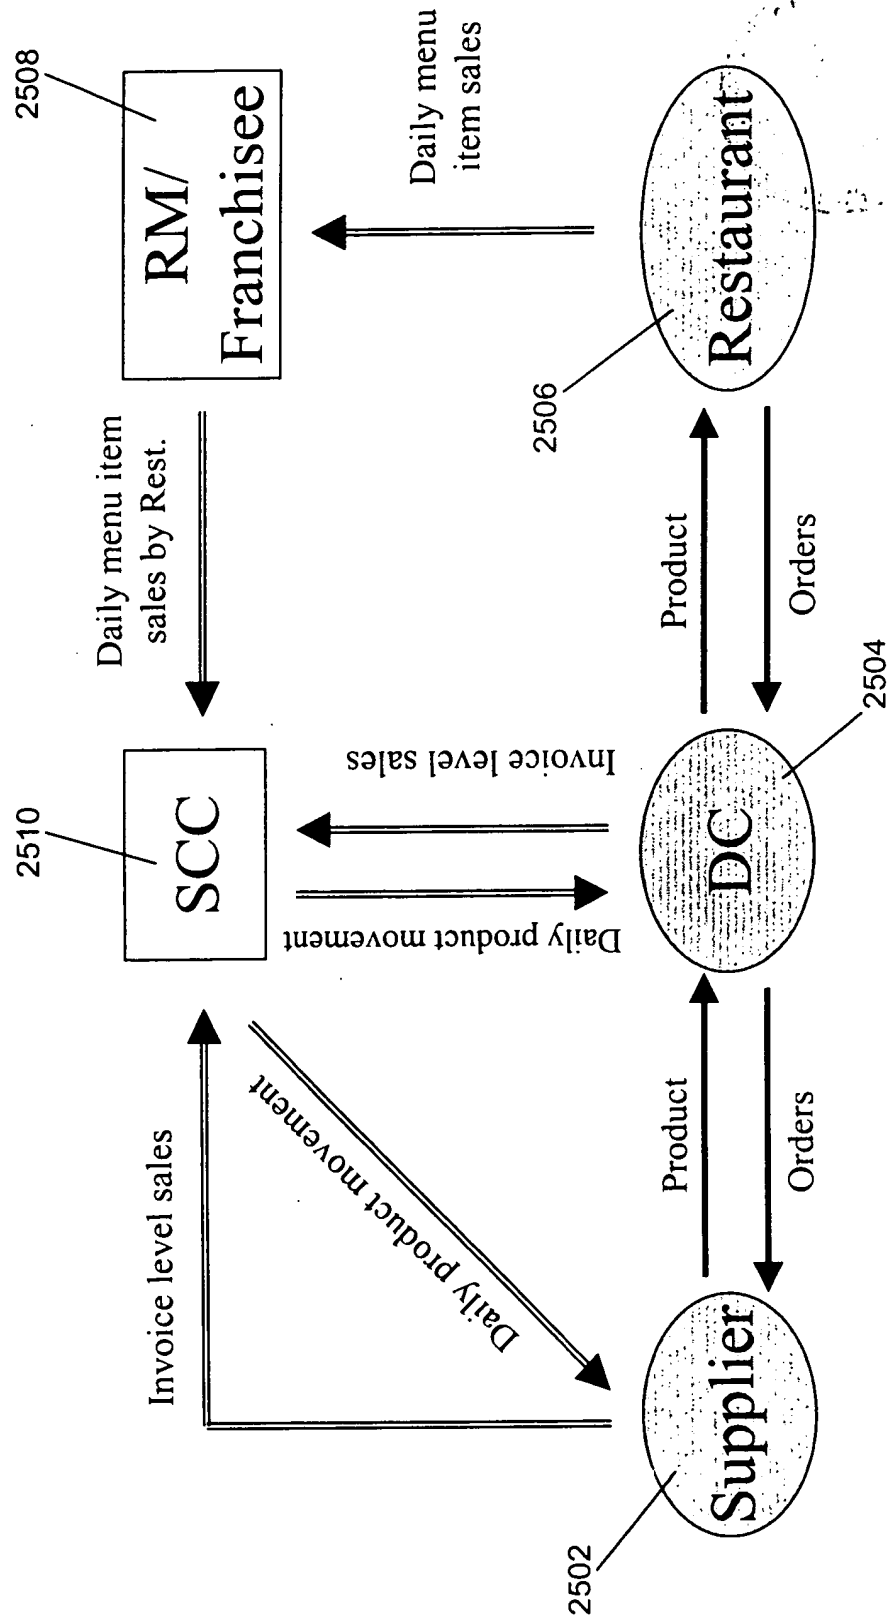 2510
2508
SCC
RM/
Franchisee
Invoice level sales
Daily menu item
sales by Rest.
Daily product movement
Daily product movement
Invoice level sales
Daily menu
item sales
2502
Supplier
Product
Orders
DC
2504
Product
Orders
2506
Restaurant